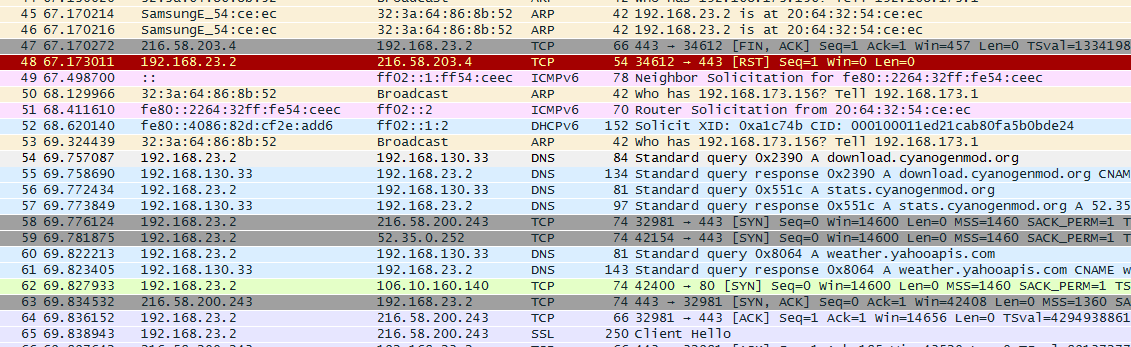 45 67.170214 SamsungE_54:ce:ec 32:3a:64:86:8b:52 ARP 42 192.168.23.2 is at 20:64:32:54:ce:ec
46 67.170216 SamsungE_54:ce:ec 32:3a:64:86:8b:52 ARP 42 192.168.23.2 is at 20:64:32:54:ce:ec
47 67.170272 216.58.203.4 192.168.23.2 TCP 66 443 → 34612 [FIN, ACK] Seq=1 Ack=1 Win=457 Len=0 TSval=1334198
48 67.173011 192.168.23.2 216.58.203.4 TCP 54 34612 → 443 [RST] Seq=1 Win=0 Len=0
49 67.498700 :: ff02::1:ff54:ceec ICMPv6 78 Neighbor Solicitation for fe80::2264:32ff:fe54:ceec
50 68.129966 32:3a:64:86:8b:52 Broadcast ARP 42 Who has 192.168.173.156? Tell 192.168.173.1
51 68.411610 fe80::2264:32ff:fe54:ceec ff02::2 ICMPv6 70 Router Solicitation from 20:64:32:54:ce:ec
52 68.620140 fe80::4086:82d:cf2e:add6 ff02::1:2 DHCPv6 152 Solicit XID: 0xa1c74b CID: 000100011ed21cab80fa5b0bde24
53 69.324439 32:3a:64:86:8b:52 Broadcast ARP 42 Who has 192.168.173.156? Tell 192.168.173.1
54 69.757087 192.168.23.2 192.168.130.33 DNS 84 Standard query 0x2390 A download.cyanogenmod.org
55 69.758690 192.168.130.33 192.168.23.2 DNS 134 Standard query response 0x2390 A download.cyanogenmod.org CNAM
56 69.772434 192.168.23.2 192.168.130.33 DNS 81 Standard query 0x551c A stats.cyanogenmod.org
57 69.773849 192.168.130.33 192.168.23.2 DNS 97 Standard query response 0x551c A stats.cyanogenmod.org A 52.35
58 69.776124 192.168.23.2 216.58.200.243 TCP 74 32981 → 443 [SYN] Seq=0 Win=14600 Len=0 MSS=1460 SACK_PERM=1 T
59 69.781875 192.168.23.2 52.35.0.252 TCP 74 42154 → 443 [SYN] Seq=0 Win=14600 Len=0 MSS=1460 SACK_PERM=1 T
60 69.822213 192.168.23.2 192.168.130.33 DNS 81 Standard query 0x8064 A weather.yahooapis.com
61 69.823405 192.168.130.33 192.168.23.2 DNS 143 Standard query response 0x8064 A weather.yahooapis.com CNAME w
62 69.827933 192.168.23.2 106.10.160.140 TCP 74 42400 → 80 [SYN] Seq=0 Win=14600 Len=0 MSS=1460 SACK_PERM=1 TS
63 69.834532 216.58.200.243 192.168.23.2 TCP 74 443 → 32981 [SYN, ACK] Seq=0 Ack=1 Win=42408 Len=0 MSS=1360 SA
64 69.836152 192.168.23.2 216.58.200.243 TCP 66 32981 → 443 [ACK] Seq=1 Ack=1 Win=14656 Len=0 TSval=4294938861
65 69.838943 192.168.23.2 216.58.200.243 SSL 250 Client Hello